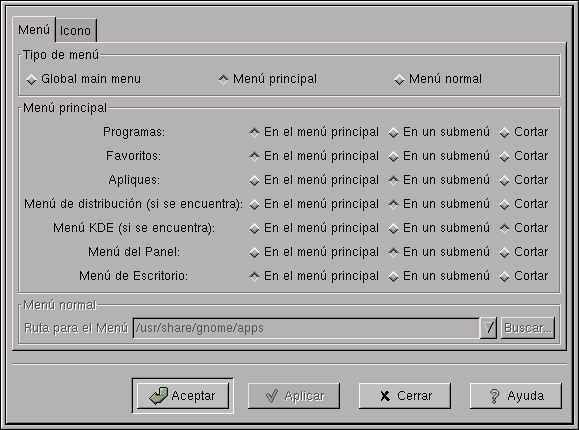 Menú Icono
Tipo de menú
Global main menu Menú principal Menú normal
Menú principal
Programas: En el menú principal En un submenú Cortar
Favoritos: En el menú principal En un submenú Cortar
Apliques: En el menú principal En un submenú Cortar
Menú de distribución (si se encuentra): En el menú principal En un submenú Cortar
Menú KDE (si se encuentra): En el menú principal En un submenú Cortar
Menú del Panel: En el menú principal En un submenú Cortar
Menú de Escritorio: En el menú principal En un submenú Cortar
Menú normal
Ruta para el Menú /usr/share/gnome/apps Buscar...
Aceptar Aplicar Cerrar Ayuda